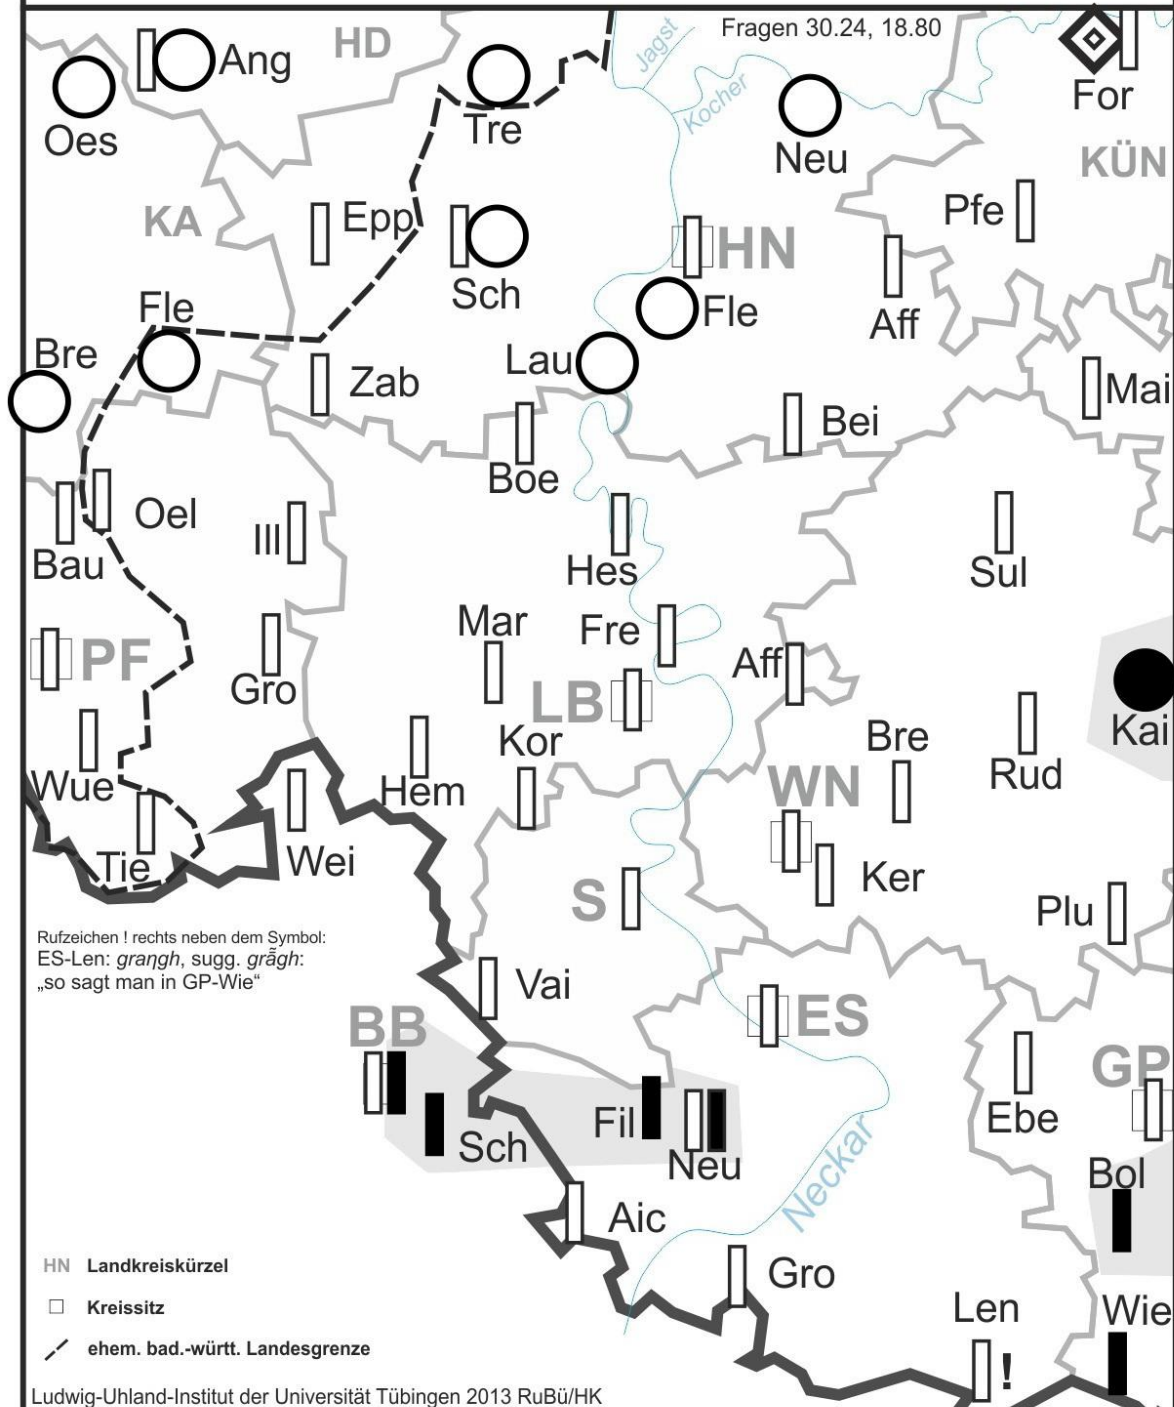 Fragen 30.24, 18.80
Jagst
HD
Ang
Kocher
For
Oes
Tre
Neu
KÜN
KA
Epp
Pfe
HN
Sch
Fle
Fle
Aff
Bre
Lau
Zab
Mai
Bei
Boe
Oel
Ill
Bau
Hes
Sul
Mar
Fre
PF
Aff
Gro
LB
Kai
Kor
Bre
Wue
Hem
WN
Rud
Tie
Wei
S
Ker
Plu
Rufzeichen ! rechts neben dem Symbol:
ES-Len: graŋgh, sugg. grã̄gh:
„so sagt man in GP-Wie“
Vai
BB
ES
GP
Fil
Ebe
Sch
Neu
Neckar
Bol
Aic
HN Landkreiskürzel
Gro
Kreissitz
Len
Wie
ehem. bad.-württ. Landesgrenze
!
Ludwig-Uhland-Institut der Universität Tübingen 2013 RuBü/HK